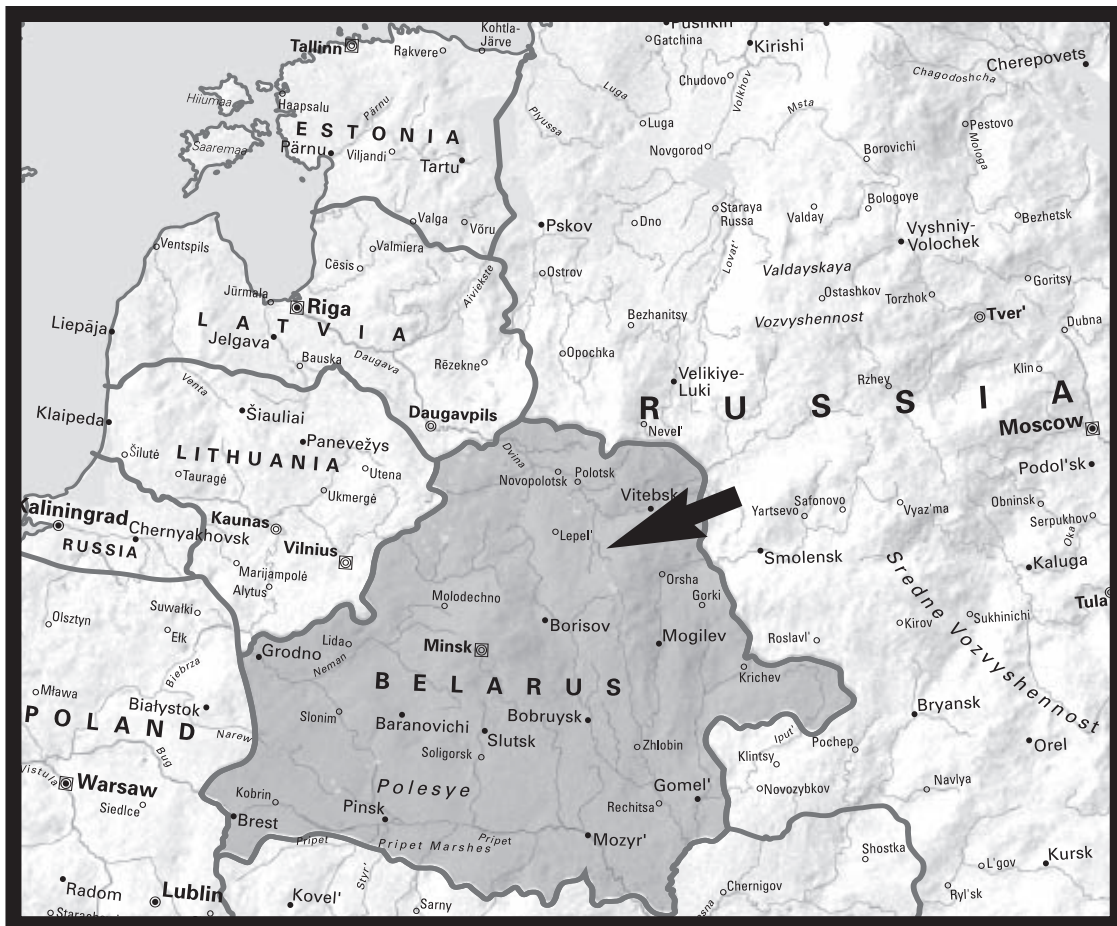 Pushkin
Kohtla-
Järve
Tallinn
Rakvere
Gatchina
Kirishi
Cherepovets
Chudovo
Volkhov
Chagodoshcha
Hiiumaa
Haapsalu
Pärnu
Luga
Plyussa
Msta
ESTONIA
Luga
Pestovo
Mologa
Saaremaa
Pärnu
Viljandi
Tartu
Novgorod
Borovichi
Valga
Võru
Pskov
Dno
Staraya
Russa
Valday
Bologoye
Bezhetsk
Vyshniy-
Volochek
Ventspils
Valmiera
Cēsis
Aiviekste
Lovat'
Ostrov
Valdayskaya
Goritsy
Jūrmala
Riga
Ostashkov
Torzhok
Liepāja
LATVIA
Bezhanitsy
Vozvyshennost
Tver'
Dubna
Jelgava
Bauska
Daugava
Rēzekne
Opochka
Velikiye-
Luki
Rzhev
Klin
Venta
Klaipeda
Šiauliai
Daugavpils
RUSSIA
Nevel'
Moscow
Panevežys
Šilutė
LITHUANIA
Tauragė
Utena
Ukmergė
Dvina
Novopolotsk
Polotsk
Vitebsk
Podol'sk
Safonovo
Yartsevo
Vyaz'ma
Obninsk
Serpukhov
Oka
Kaliningrad
Chernyakhovsk
RUSSIA
Kaunas
Vilnius
Lepel'
Smolensk
Kaluga
Marijampolė
Alytus
Orsha
Gorki
Sredne Vozvyshennost
Tula
Suwalki
Olsztyn
Ełk
Molodechno
Borisov
Mogilev
Roslavl'
Kirov
Sukhinichi
Biebrza
Grodno
Lida
Neman
Minsk
Krichev
Mława
Białystok
BELARUS
Bryansk
POLAND
Narew
Slonim
Baranovichi
Bobruysk
Slutsk
Soligorsk
Zhlobin
Iput'
Klintsy
Pochep
Orel
Bug
Vistula
Warsaw
Siedlce
Kobrin
Polesye
Pinsk
Rechitsa
Gomel'
Novozybkov
Navlya
Brest
Pripet
Pripet Marshes
Pripet
Mozyr'
Shostka
L'gov
Kursk
Radom
Lublin
Kovel'
Styr'
Sarny
Chernigov
Ryl'sk